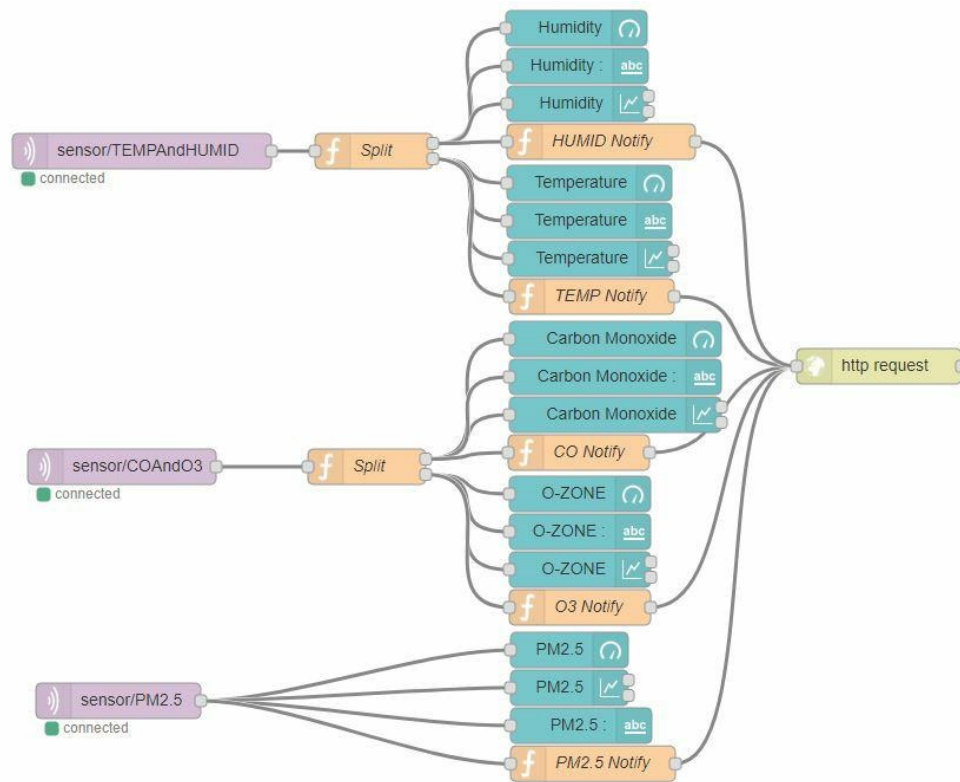 Humidity
Humidity : abc
Humidity
sensor/TEMPAndHUMID
connected
f Split
f HUMID Notify
Temperature
Temperature abc
Temperature
f TEMP Notify
Carbon Monoxide
Carbon Monoxide : abc
Carbon Monoxide
http request
sensor/COAndO3
connected
f Split
f CO Notify
O-ZONE
O-ZONE : abc
O-ZONE
f O3 Notify
sensor/PM2.5
connected
PM2.5
PM2.5
PM2.5 : abc
f PM2.5 Notify